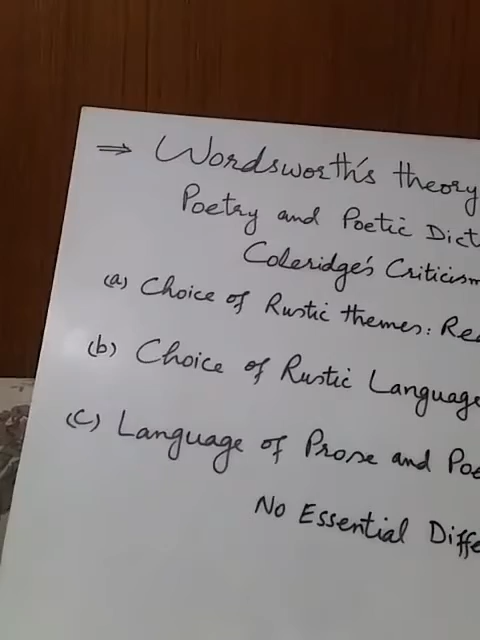 ⇒ Wordsworth's theory
Poetry and Poetic Dict
Coleridge's Criticism
(a) Choice of Rustic themes: Rea
(b) Choice of Rustic Language
(c) Language of Prose and Poe
No Essential Diffe